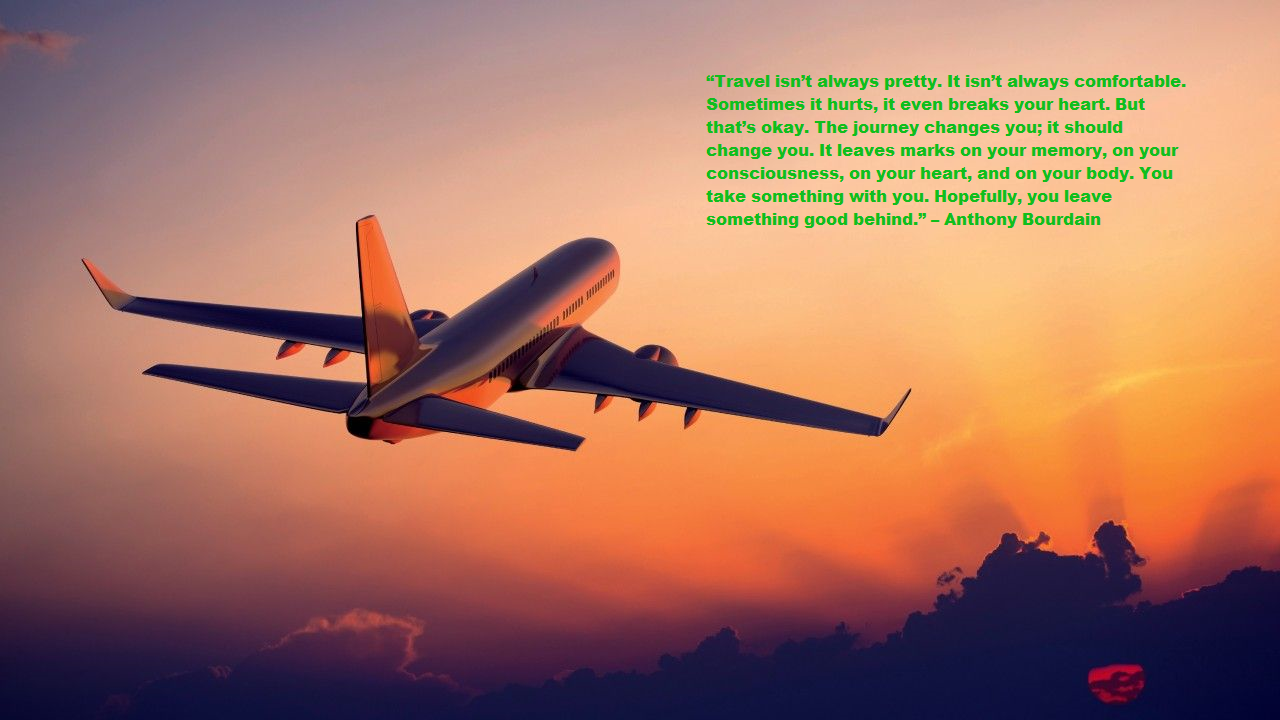 “Travel isn’t always pretty. It isn’t always comfortable.
Sometimes it hurts, it even breaks your heart. But
that’s okay. The journey changes you; it should
change you. It leaves marks on your memory, on your
consciousness, on your heart, and on your body. You
take something with you. Hopefully, you leave
something good behind.” – Anthony Bourdain